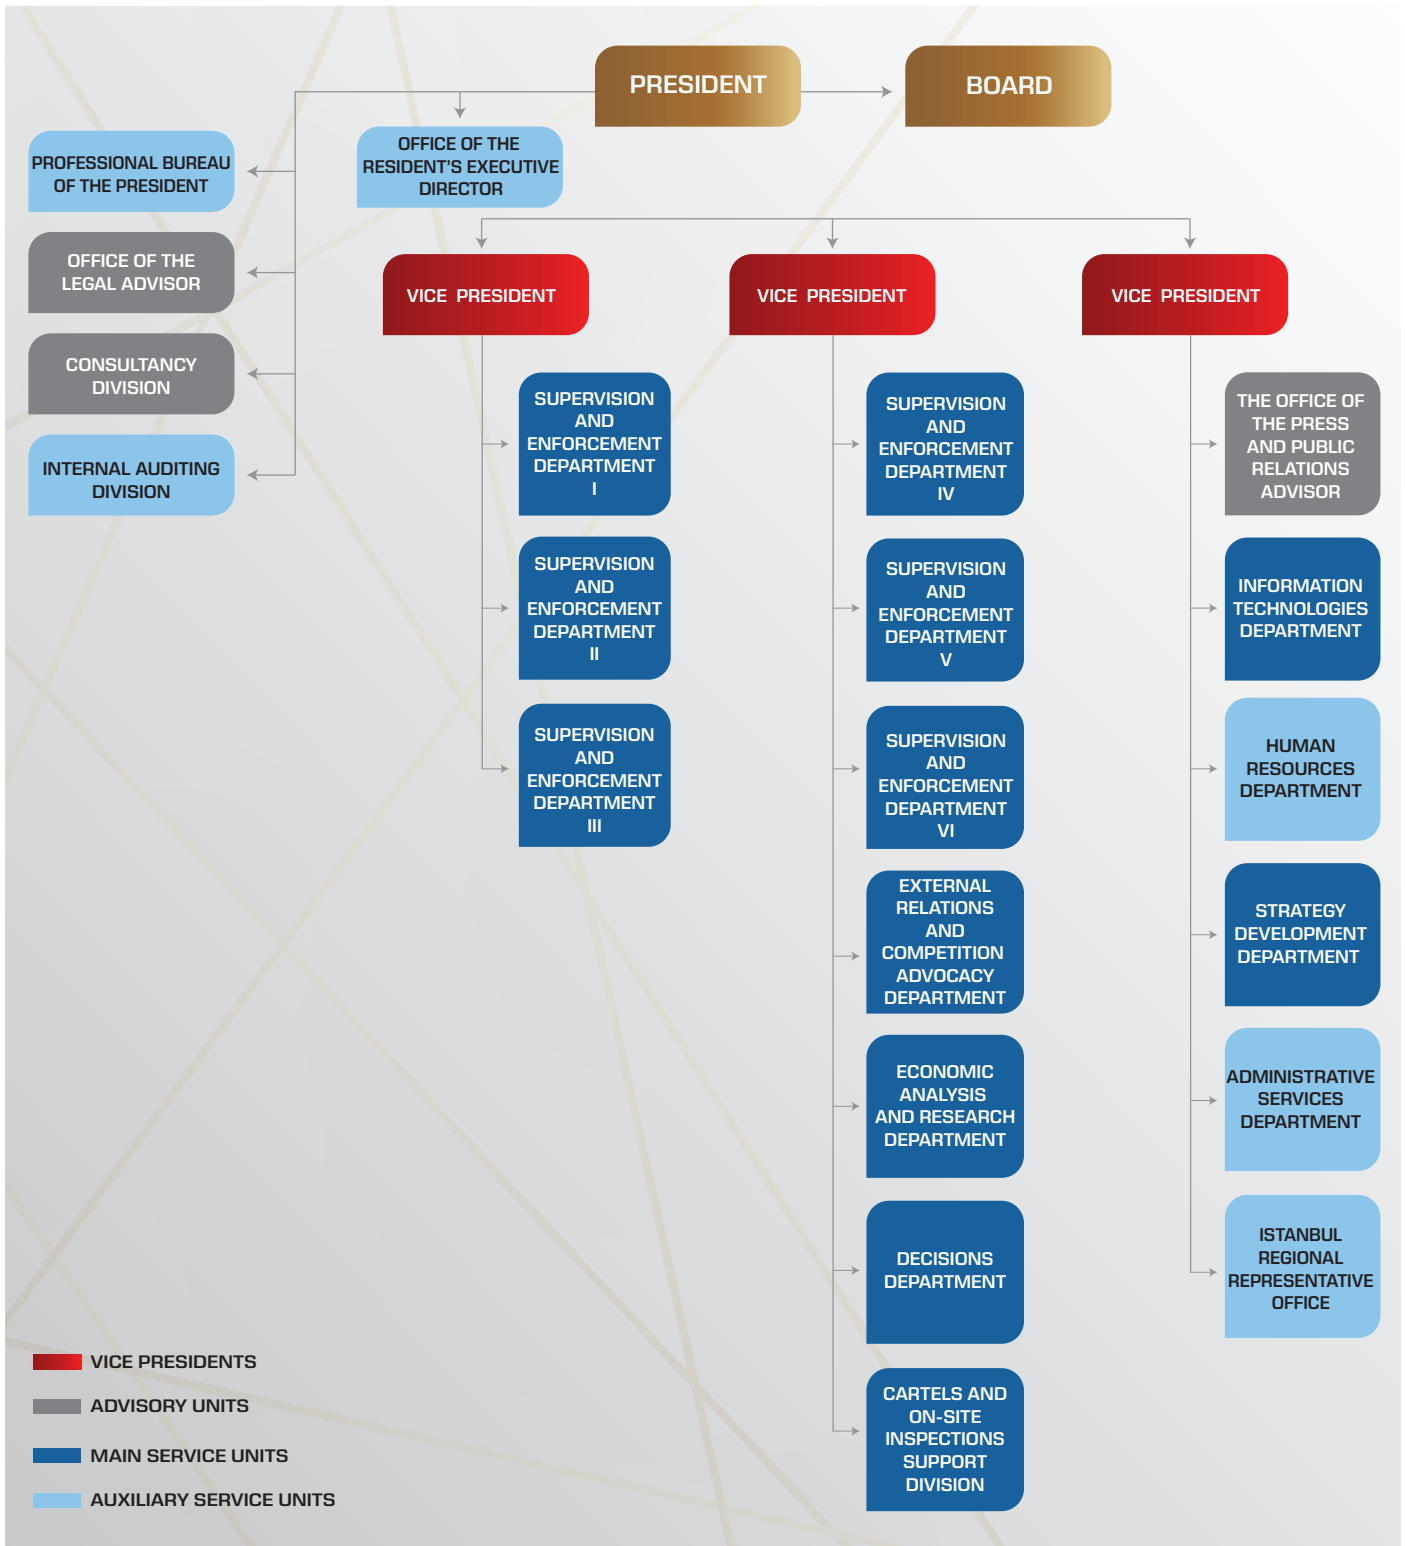 PRESIDENT
BOARD
OFFICE OF THE
RESIDENT'S EXECUTIVE
DIRECTOR
PROFESSIONAL BUREAU
OF THE PRESIDENT
OFFICE OF THE
LEGAL ADVISOR
CONSULTANCY
DIVISION
INTERNAL AUDITING
DIVISION
VICE PRESIDENT
SUPERVISION
AND
ENFORCEMENT
DEPARTMENT
I
SUPERVISION
AND
ENFORCEMENT
DEPARTMENT
II
SUPERVISION
AND
ENFORCEMENT
DEPARTMENT
III
VICE PRESIDENT
SUPERVISION
AND
ENFORCEMENT
DEPARTMENT
IV
SUPERVISION
AND
ENFORCEMENT
DEPARTMENT
V
SUPERVISION
AND
ENFORCEMENT
DEPARTMENT
VI
EXTERNAL
RELATIONS
AND
COMPETITION
ADVOCACY
DEPARTMENT
ECONOMIC
ANALYSIS
AND RESEARCH
DEPARTMENT
DECISIONS
DEPARTMENT
CARTELS AND
ON-SITE
INSPECTIONS
SUPPORT
DIVISION
VICE PRESIDENT
THE OFFICE OF
THE PRESS
AND PUBLIC
RELATIONS
ADVISOR
INFORMATION
TECHNOLOGIES
DEPARTMENT
HUMAN
RESOURCES
DEPARTMENT
STRATEGY
DEVELOPMENT
DEPARTMENT
ADMINISTRATIVE
SERVICES
DEPARTMENT
ISTANBUL
REGIONAL
REPRESENTATIVE
OFFICE
VICE PRESIDENTS
ADVISORY UNITS
MAIN SERVICE UNITS
AUXILIARY SERVICE UNITS